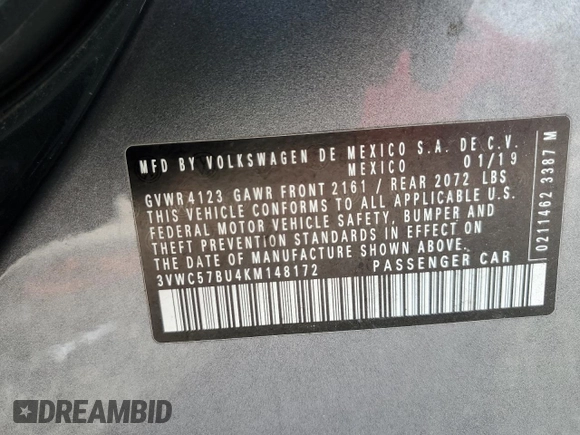 MFD BY VOLKSWAGEN DE MEXICO S.A. DE C.V.
MEXICO 01/19
GVWR 4123 GAWR FRONT 2161 / REAR 2072 LBS
THIS VEHICLE CONFORMS TO ALL APPLICABLE U.S.
FEDERAL MOTOR VEHICLE SAFETY, BUMPER AND
THEFT PREVENTION STANDARDS IN EFFECT ON
THE DATE OF MANUFACTURE SHOWN ABOVE.
3VWC57BU4KM148172 PASSENGER CAR
0211462 3387 M
DREAMBID